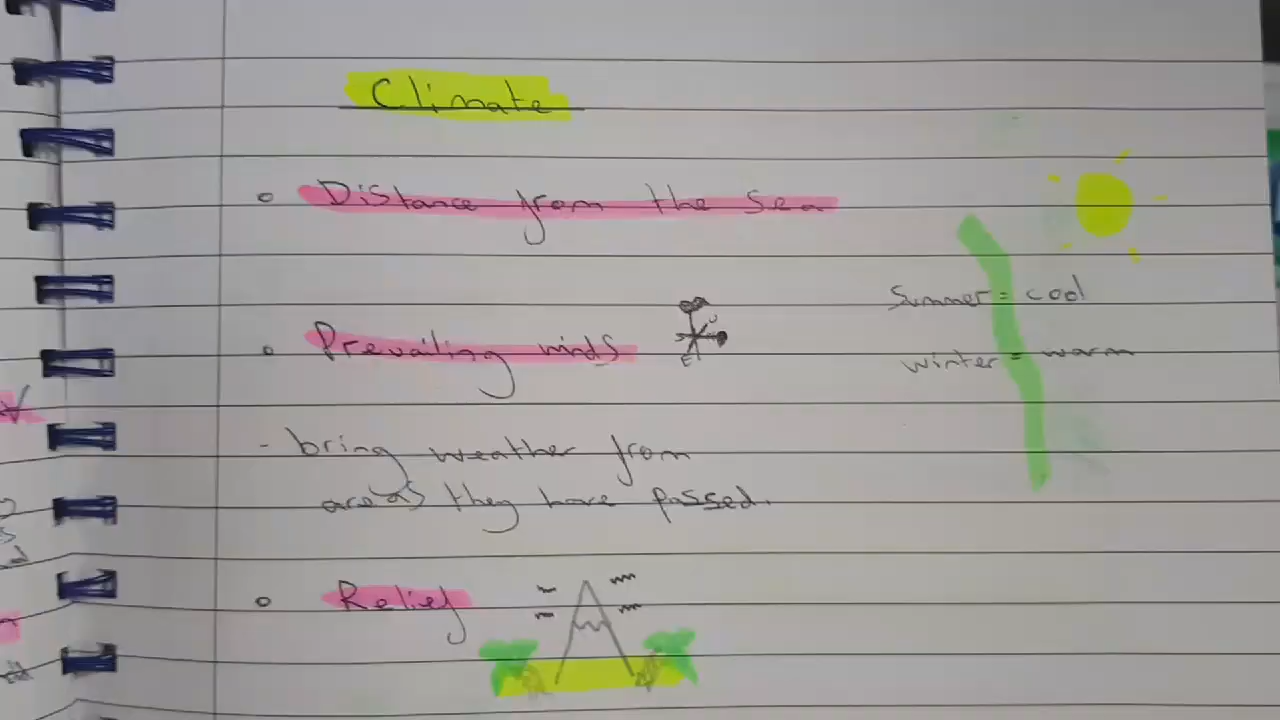 Climate
Distance from the sea
Summer = cool
Prevailing winds
winter = warm
- bring weather from
areas they have passed.
Relief